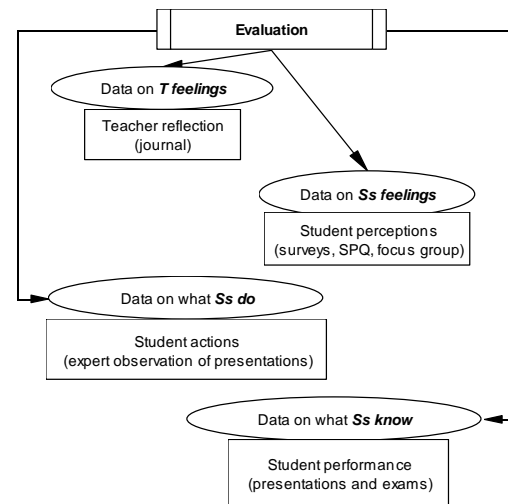 Evaluation
Data on T feelings
Teacher reflection
(journal)
Data on Ss feelings
Student perceptions
(surveys, SPQ, focus group)
Data on what Ss do
Student actions
(expert observation of presentations)
Data on what Ss know
Student performance
(presentations and exams)